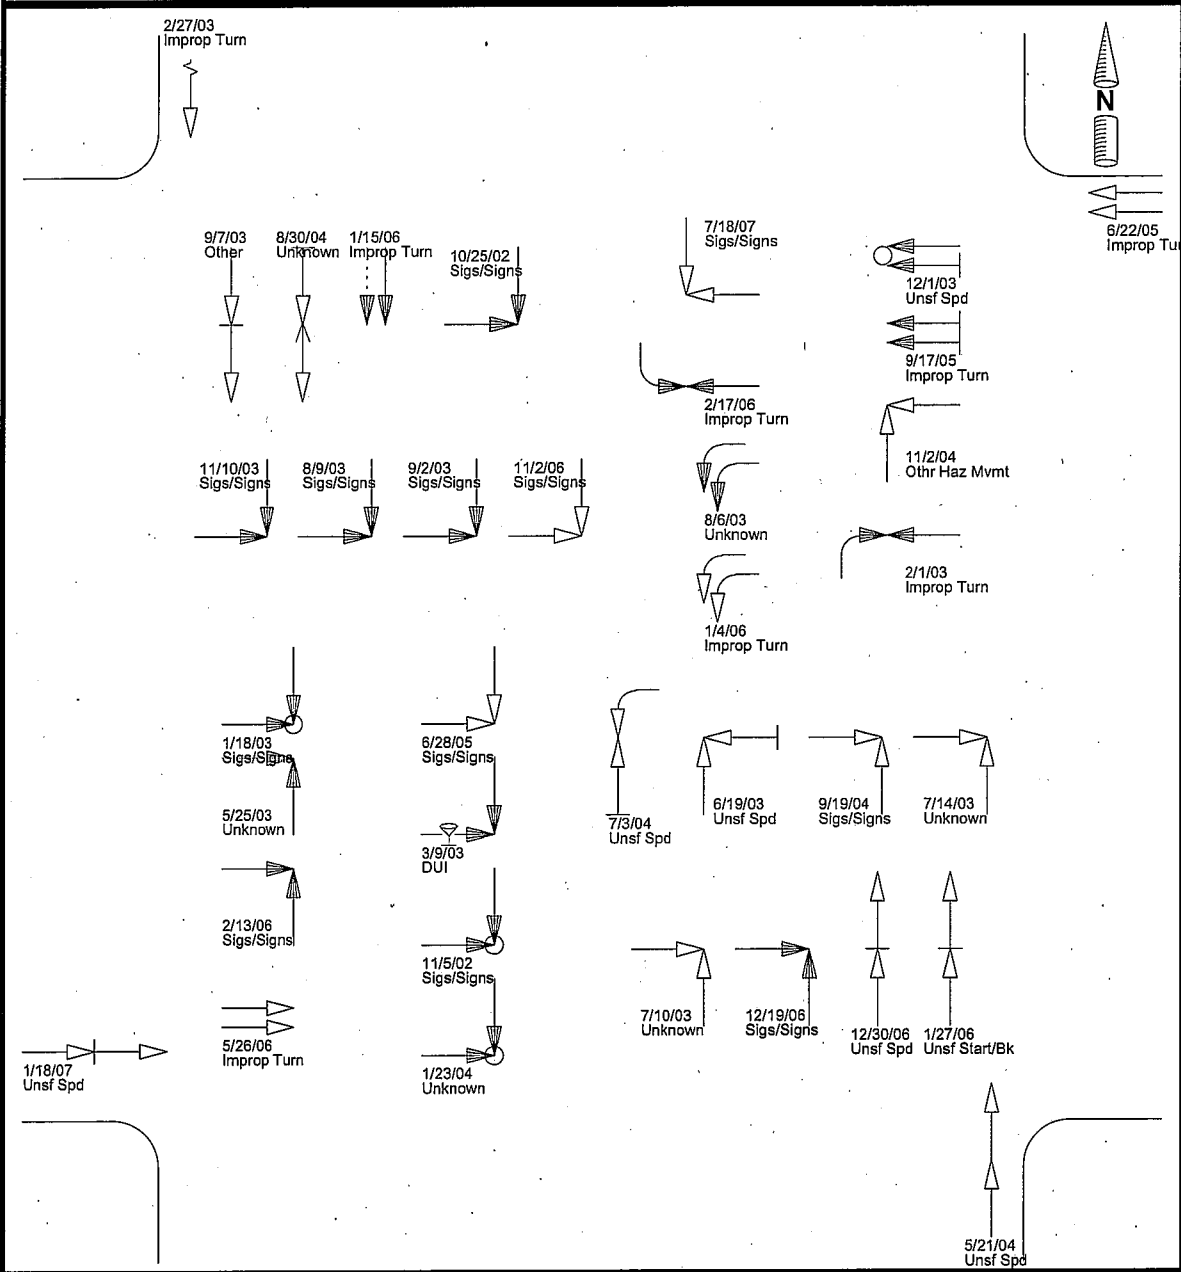 2/27/03
Improp Turn
N
6/22/05
Improp Tu
9/7/03
Other
8/30/04
Unknown
1/15/06
Improp Turn
10/25/02
Sigs/Signs
7/18/07
Sigs/Signs
12/1/03
Unsf Spd
9/17/05
Improp Turn
2/17/06
Improp Turn
11/2/04
Othr Haz Mvmt
11/10/03
Sigs/Signs
8/9/03
Sigs/Signs
9/2/03
Sigs/Signs
11/2/06
Sigs/Signs
8/6/03
Unknown
2/1/03
Improp Turn
1/4/06
Improp Turn
1/18/03
Sigs/Signs
6/28/05
Sigs/Signs
5/25/03
Unknown
3/9/03
DUI
7/3/04
Unsf Spd
6/19/03
Unsf Spd
9/19/04
Sigs/Signs
7/14/03
Unknown
2/13/06
Sigs/Signs
11/5/02
Sigs/Signs
7/10/03
Unknown
12/19/06
Sigs/Signs
12/30/06
Unsf Spd
1/27/06
Unsf Start/Bk
5/26/06
Improp Turn
1/18/07
Unsf Spd
1/23/04
Unknown
5/21/04
Unsf Spd